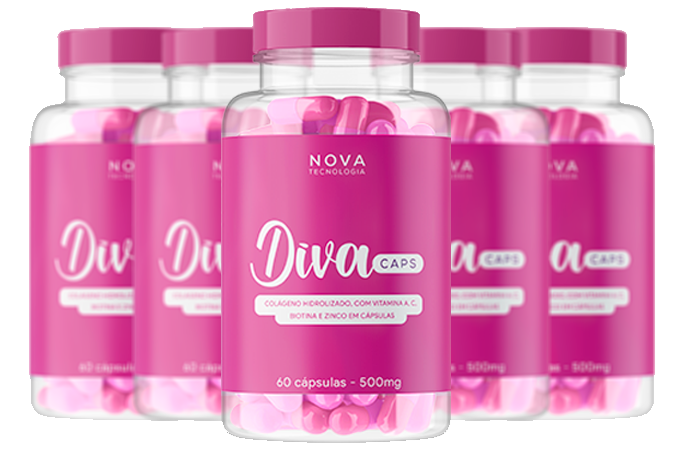 NOVA
TECNOLOGIA
Diva CAPS
COLÁGENO HIDROLIZADO, COM VITAMINA A, C,
BIOTINA E ZINCO EM CÁPSULAS
60 cápsulas - 500mg